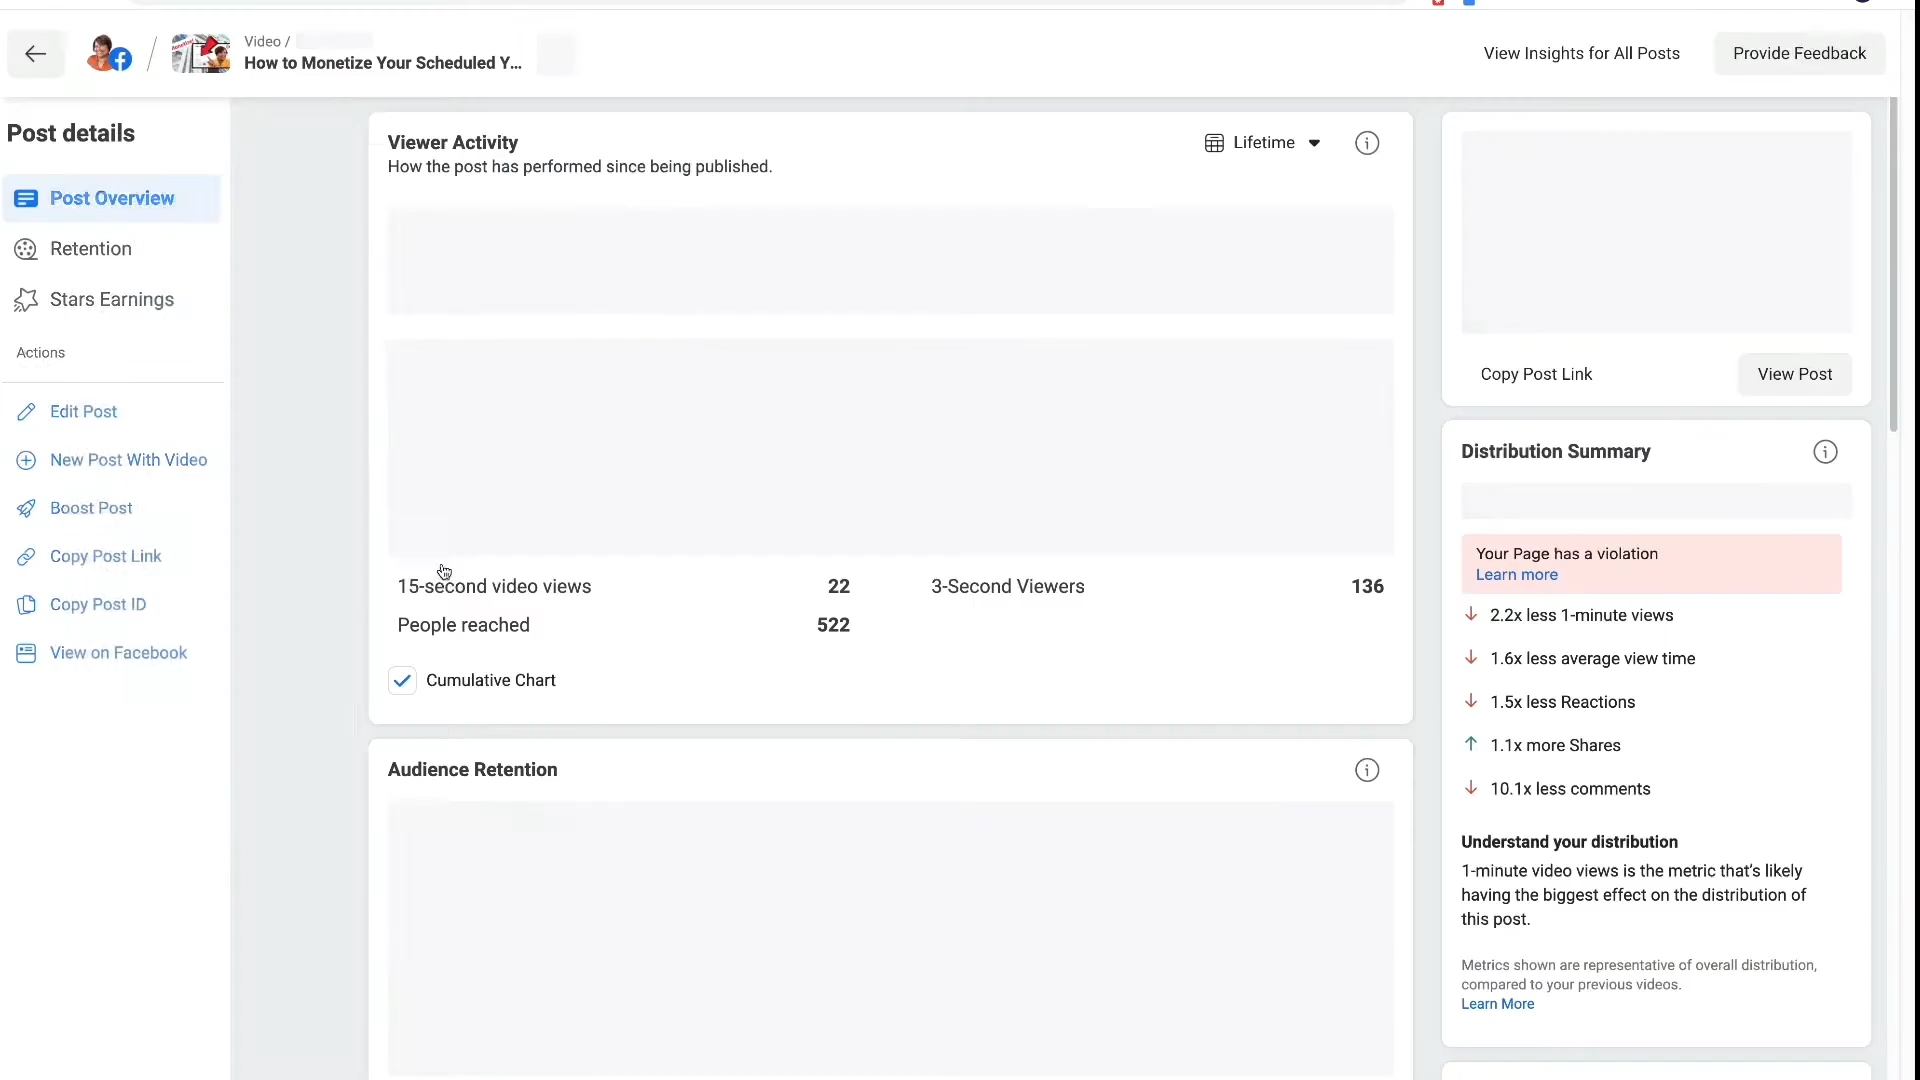 Video /
How to Monetize Your Scheduled Y...
View Insights for All Posts
Provide Feedback
Post details
Post Overview
Retention
Stars Earnings
Actions
Edit Post
New Post With Video
Boost Post
Copy Post Link
Copy Post ID
View on Facebook
Viewer Activity
Lifetime
How the post has performed since being published.
15-second video views 22
3-Second Viewers 136
People reached 522
Cumulative Chart
Audience Retention
Copy Post Link
View Post
Distribution Summary
Your Page has a violation
Learn more
2.2x less 1-minute views
1.6x less average view time
1.5x less Reactions
1.1x more Shares
10.1x less comments
Understand your distribution
1-minute video views is the metric that's likely
having the biggest effect on the distribution of
this post.
Metrics shown are representative of overall distribution,
compared to your previous videos.
Learn More